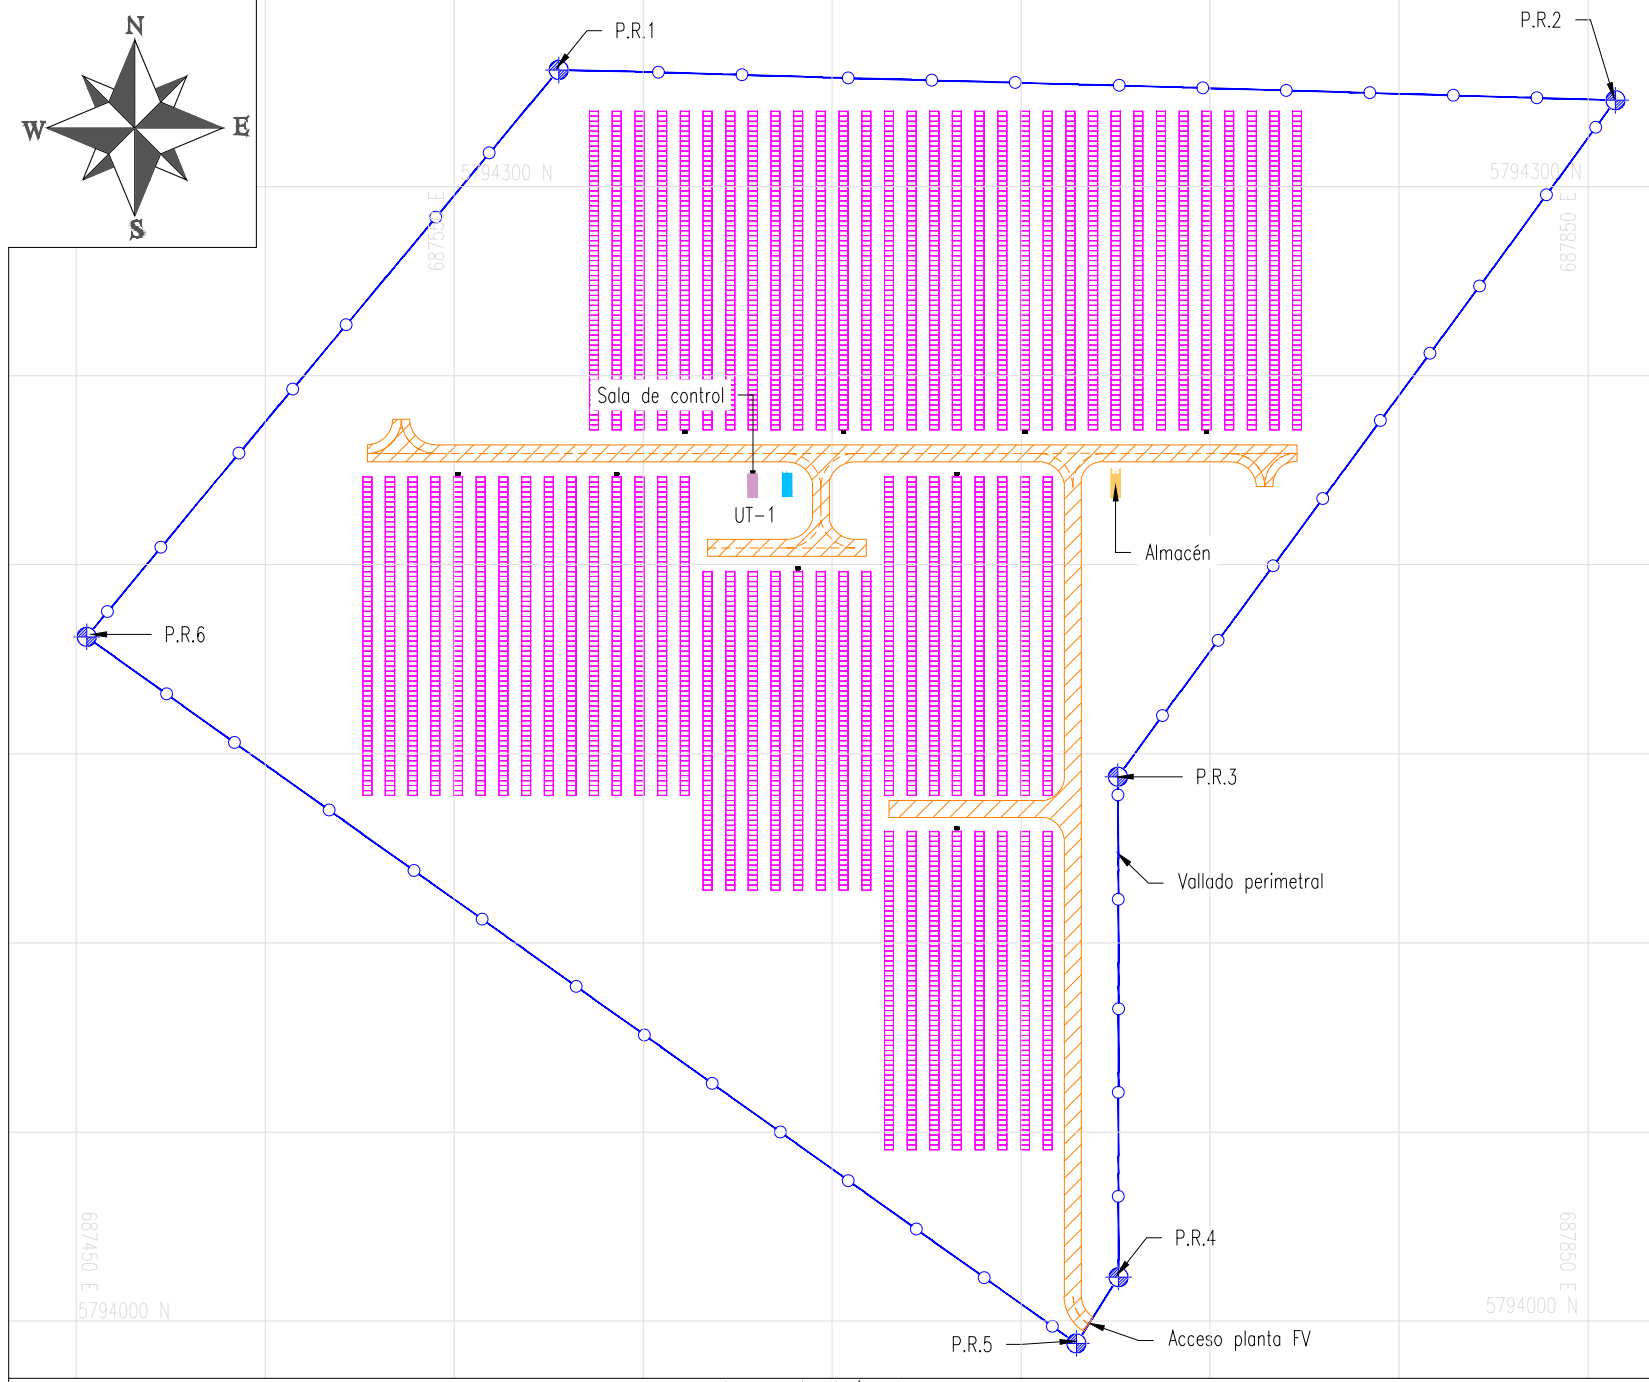 N
P.R.1
P.R.2
W
E
S
5794300 N
5794300 N
687550 E
687850 E
Sala de control
UT-1
Almacén
P.R.6
P.R.3
Vallado perimetral
P.R.4
687450 E
687850 E
5794000 N
5794000 N
P.R.5
Acceso planta FV